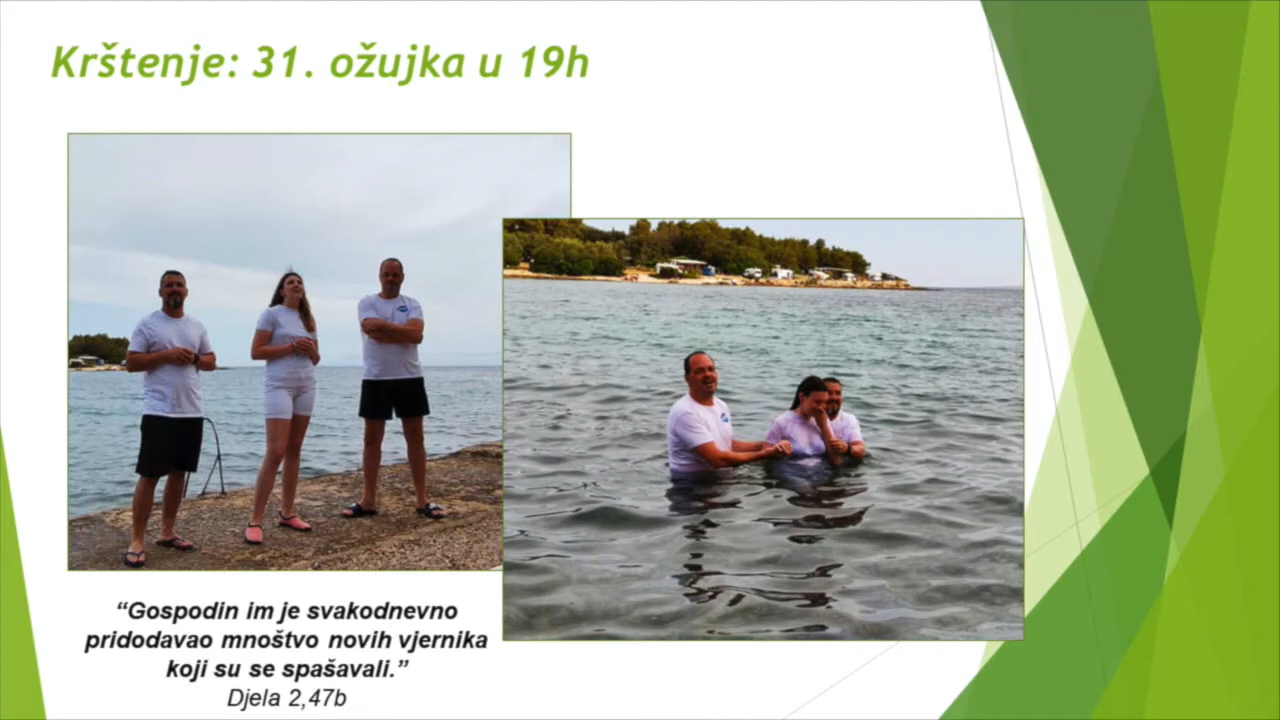 Krštenje: 31. ožujka u 19h
“Gospodin im je svakodnevno
pridodavao mnoštvo novih vjernika
koji su se spašavali.”
Djela 2,47b